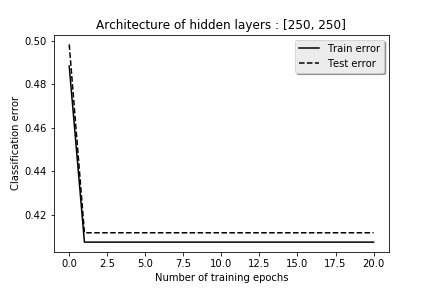 Architecture of hidden layers : [250, 250]
Train error
Test error
0.50
0.48
0.46
0.44
0.42
Classification error
0.0 2.5 5.0 7.5 10.0 12.5 15.0 17.5 20.0
Number of training epochs